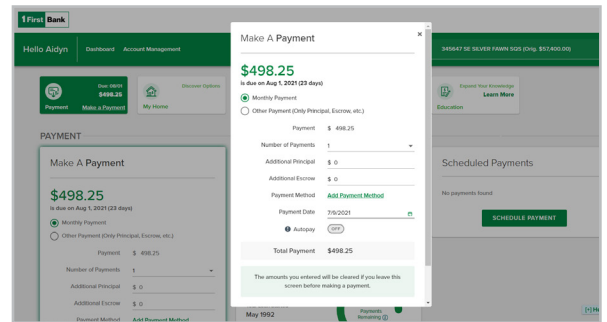 1First Bank
Hello Aidyn
Dashboard
Account Management
345647 SE SILVER FAWN SQS (Orig. $57,400.00)
Due 08/01
$498.25
Payment
Make a Payment
Discover Options
My Home
Expand Your Knowledge
Learn More
Education
PAYMENT
Make A Payment
$498.25
is due on Aug 1, 2021 (23 days)
Monthly Payment
Other Payment (Only Principal, Escrow, etc.)
Payment $ 498.25
Number of Payments 1
Additional Principal $ 0
Additional Escrow $ 0
Payment Method Add Payment Method
Make A Payment
×
$498.25
is due on Aug 1, 2021 (23 days)
Monthly Payment
Other Payment (Only Principal, Escrow, etc.)
Payment $ 498.25
Number of Payments 1
Additional Principal $ 0
Additional Escrow $ 0
Payment Method Add Payment Method
Payment Date 7/9/2021
Autopay OFF
Total Payment $498.25
The amounts you entered will be cleared if you leave this
screen before making a payment.
May 1992
Payments
Remaining
Scheduled Payments
No payments found
SCHEDULE PAYMENT